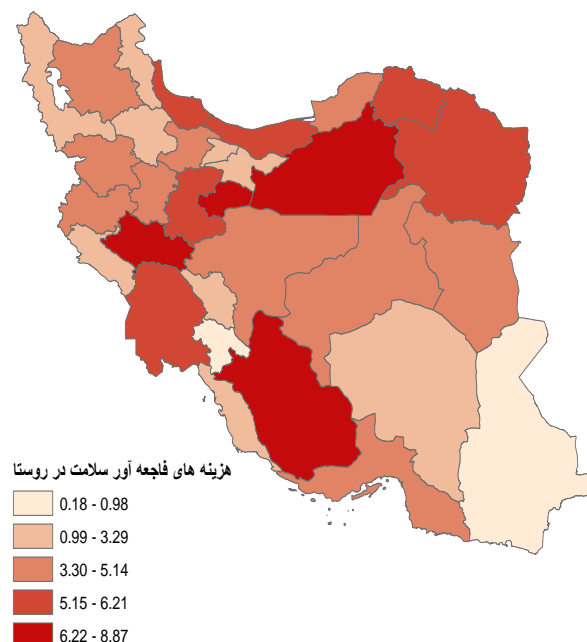 هزینه های فاجعه آور سلامت در روستا
0.18 - 0.98
0.99 - 3.29
3.30 - 5.14
5.15 - 6.21
6.22 - 8.87